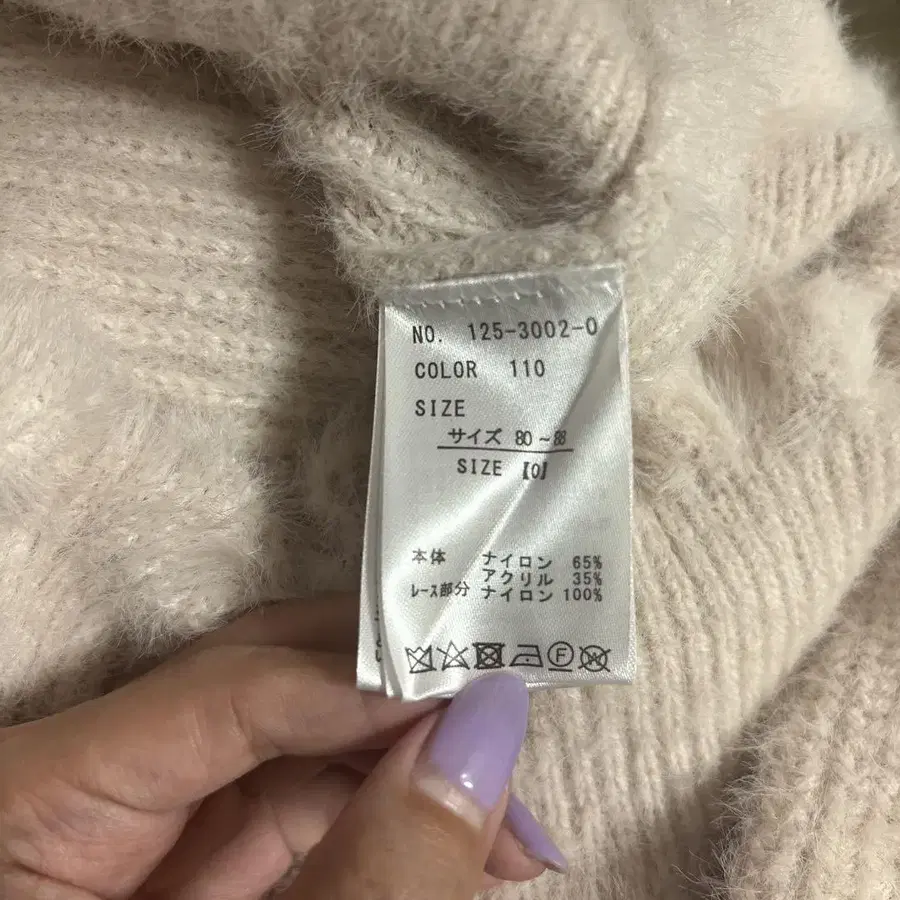 NO. 125-3002-0
COLOR 110
SIZE
サイズ 80~88
SIZE 【0】
本体 ナイロン 65%
アクリル 35%
レース部分 ナイロン 100%
F
W